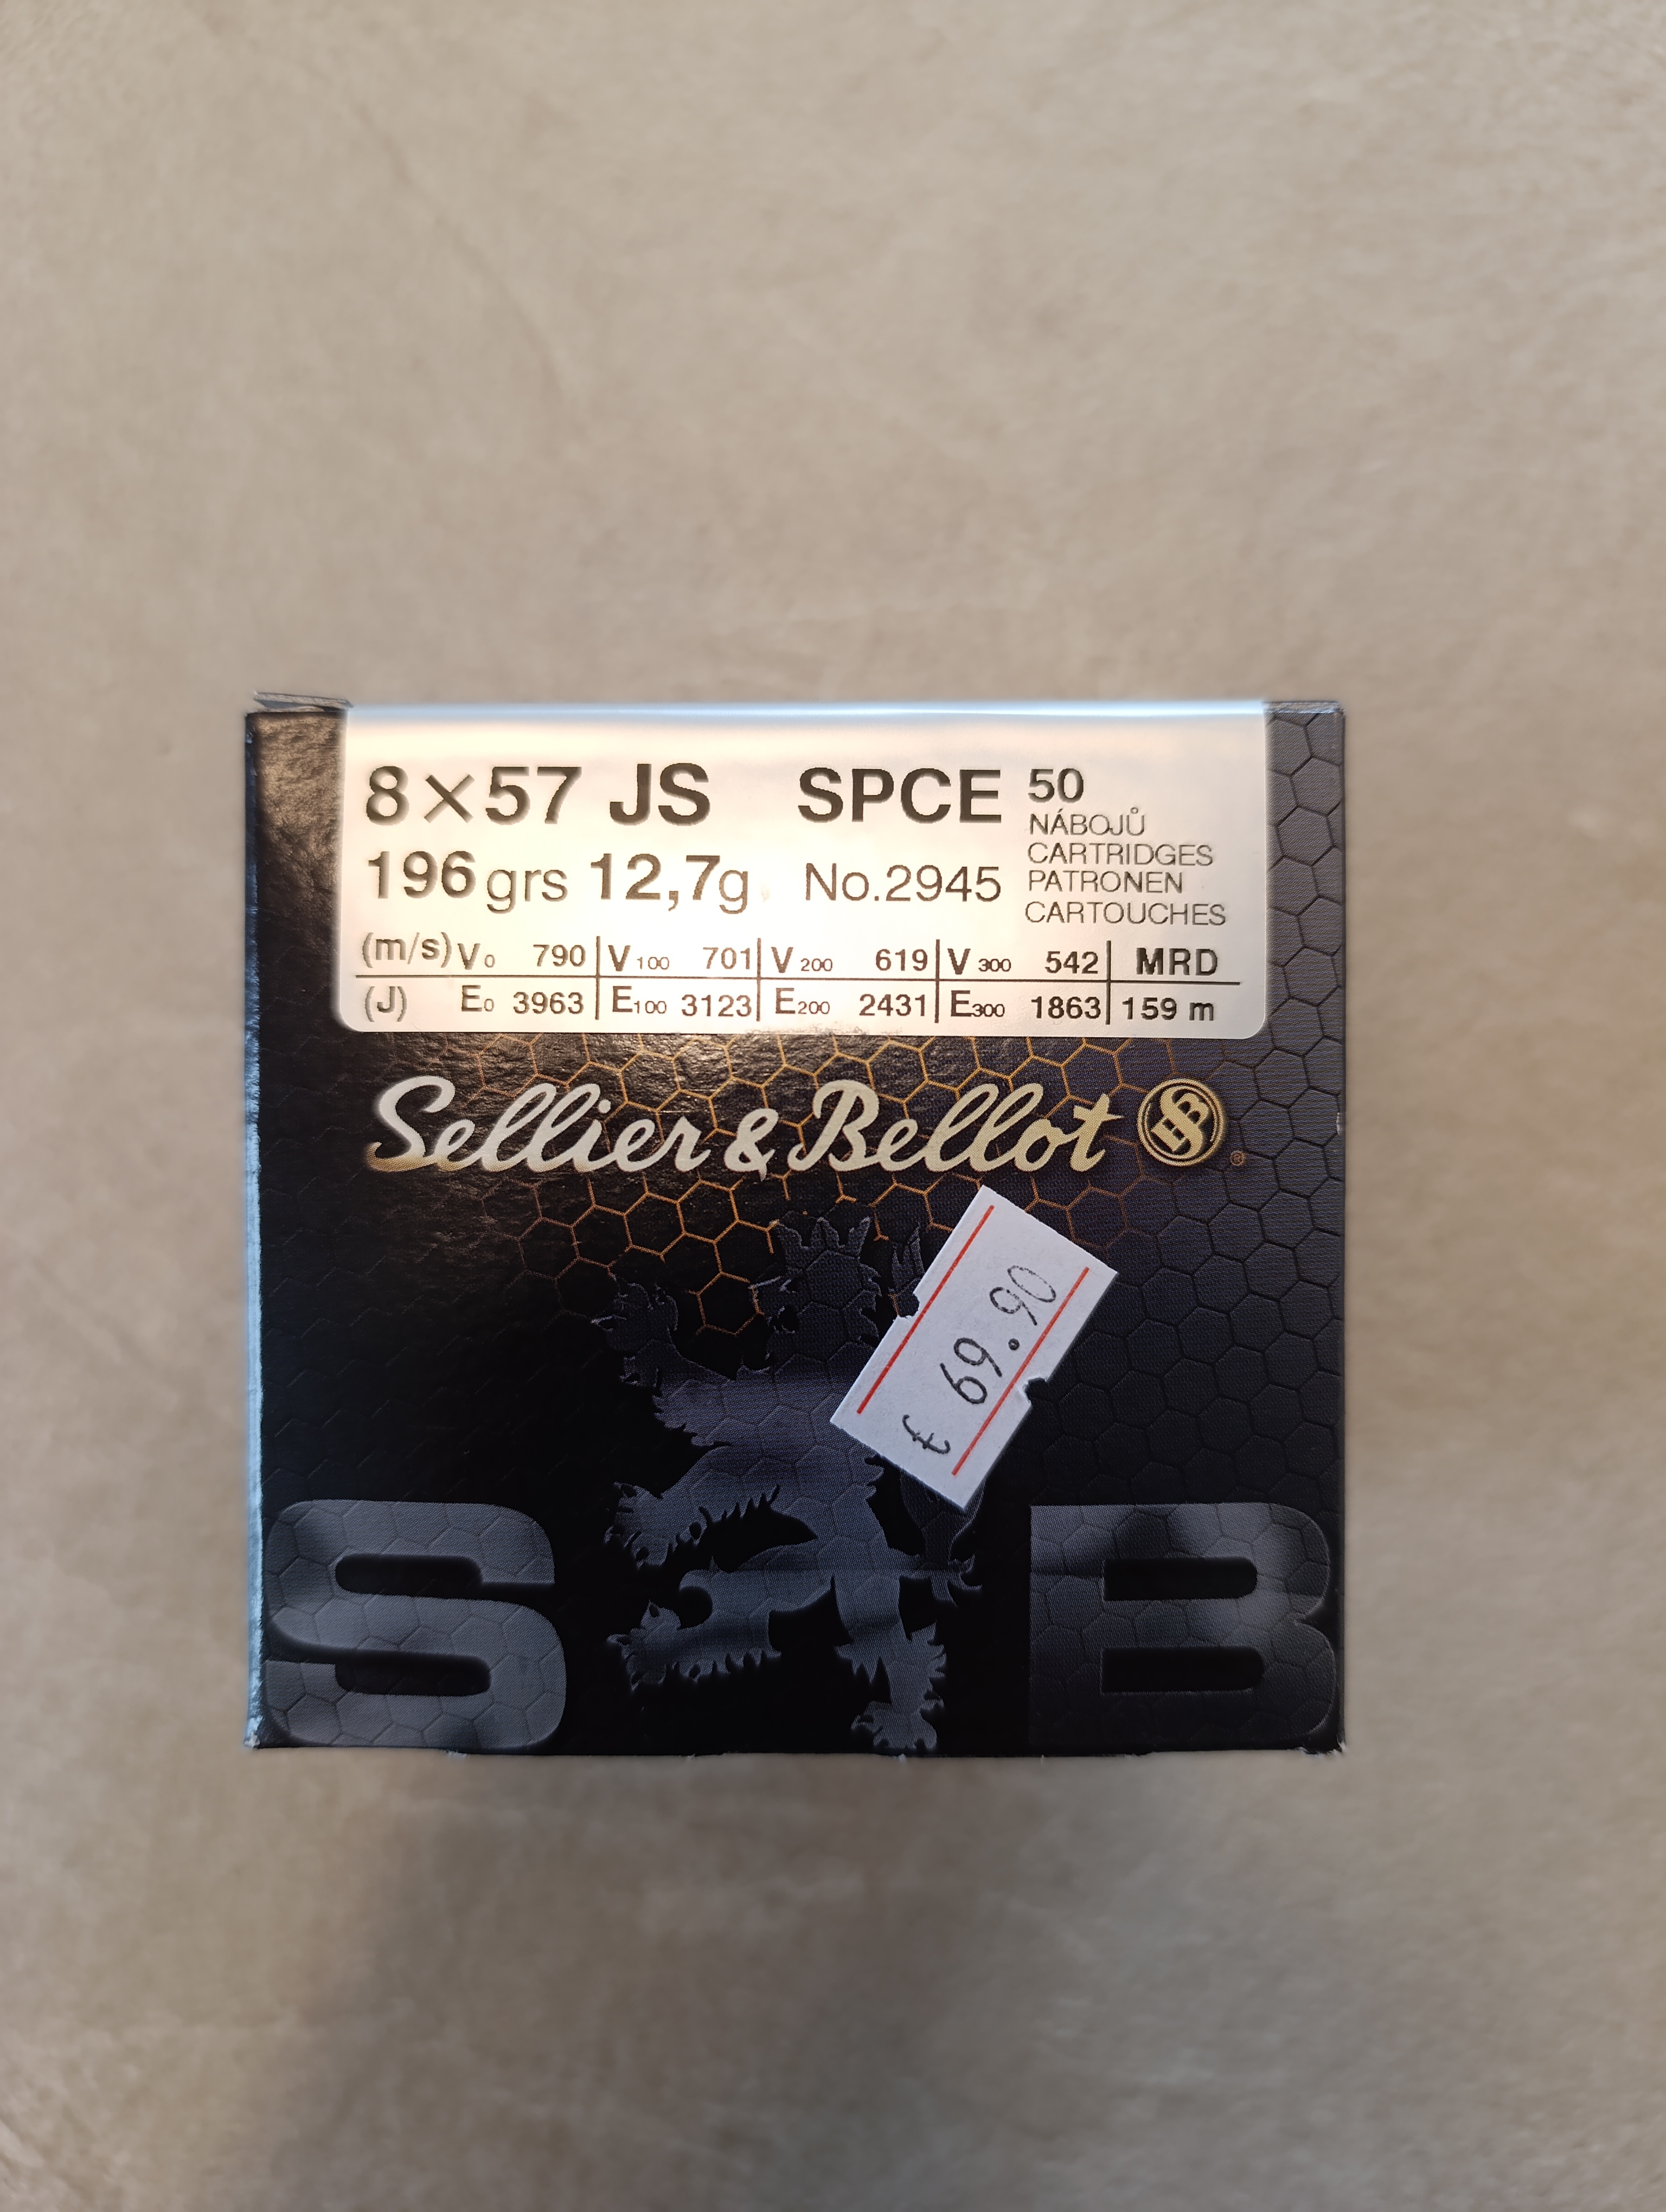 8×57 JS SPCE 50
NÁBOJŮ
CARTRIDGES
196 grs 12,7g No.2945 PATRONEN
CARTOUCHES
(m/s) V0 790 V100 701 V200 619 V300 542 MRD
(J) E0 3963 E100 3123 E200 2431 E300 1863 159 m
Sellier & Bellot SB ®
€ 69.90
S B